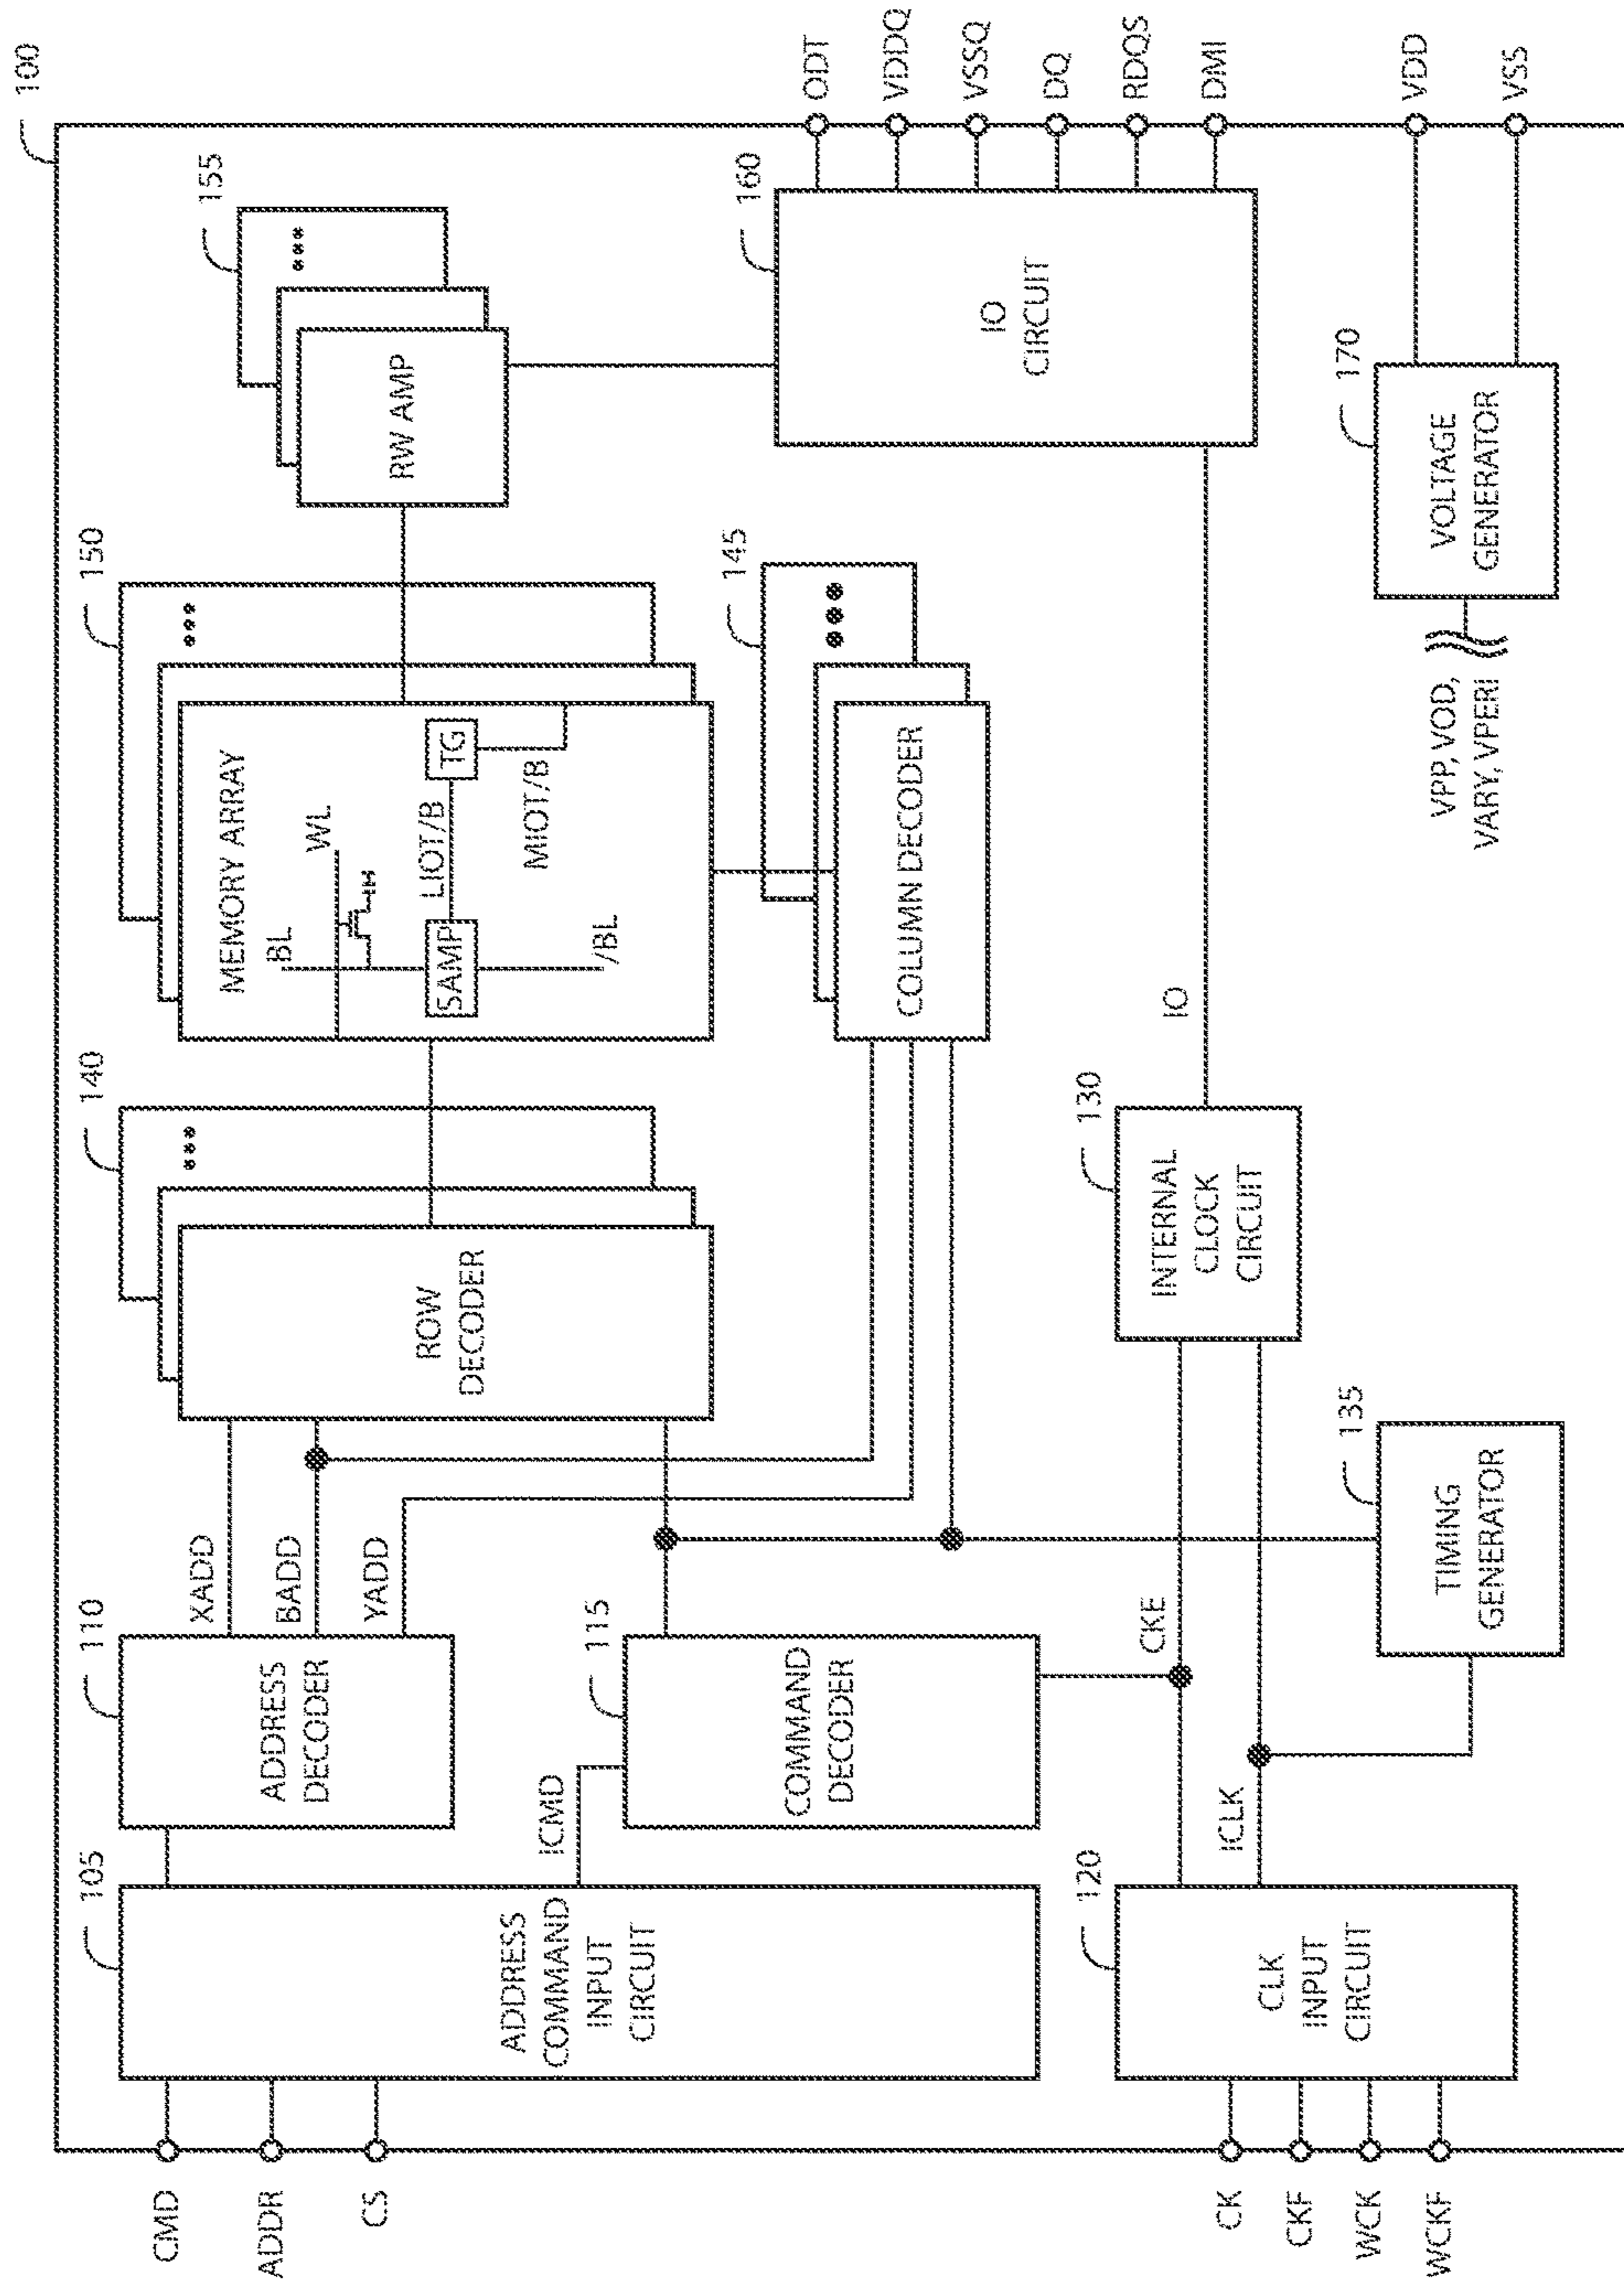 100
CMD
ADDR
CS
CK
CKF
WCK
WCKF
105
ADDRESS
COMMAND
INPUT
CIRCUIT
110
ADDRESS
DECODER
XADD
BADD
YADD
ICMD
115
COMMAND
DECODER
120
CLK
INPUT
CIRCUIT
CKE
ICLK
130
INTERNAL
CLOCK
CIRCUIT
135
TIMING
GENERATOR
140
ROW
DECODER
150
MEMORY ARRAY
WL
BL
SAMP
LIOT/B
TG
MIOT/B
/BL
145
COLUMN DECODER
155
RW AMP
160
IO
CIRCUIT
IO
170
VOLTAGE
GENERATOR
VPP, VOD,
VARY, VPERI
ODT
VDDQ
VSSQ
DQ
RDQS
DMI
VDD
VSS